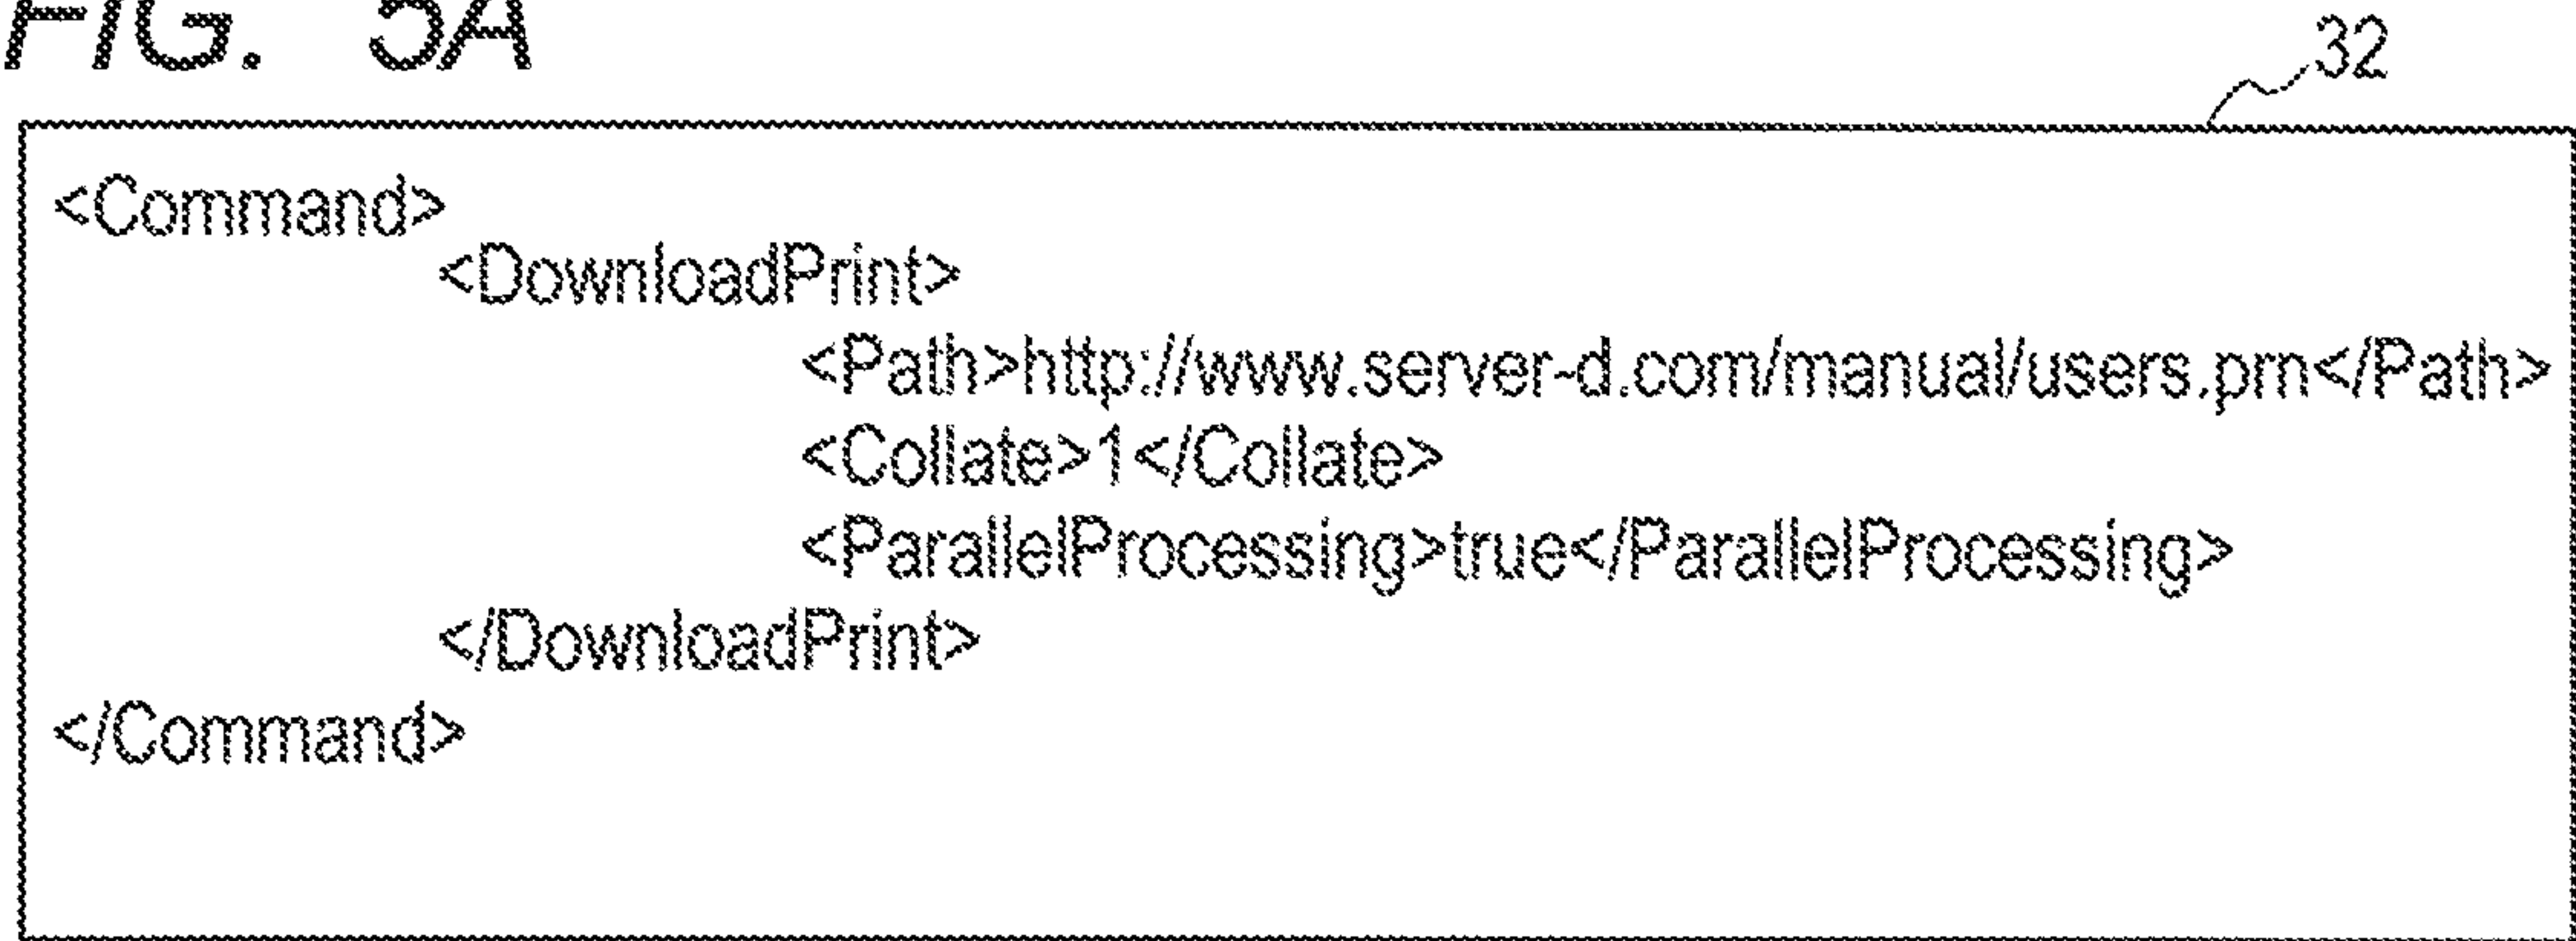 FIG. 5A
32
<Command>
<DownloadPrint>
<Path>http://www.server-d.com/manual/users.prn</Path>
<Collate>1</Collate>
<ParallelProcessing>true</ParallelProcessing>
</DownloadPrint>
</Command>